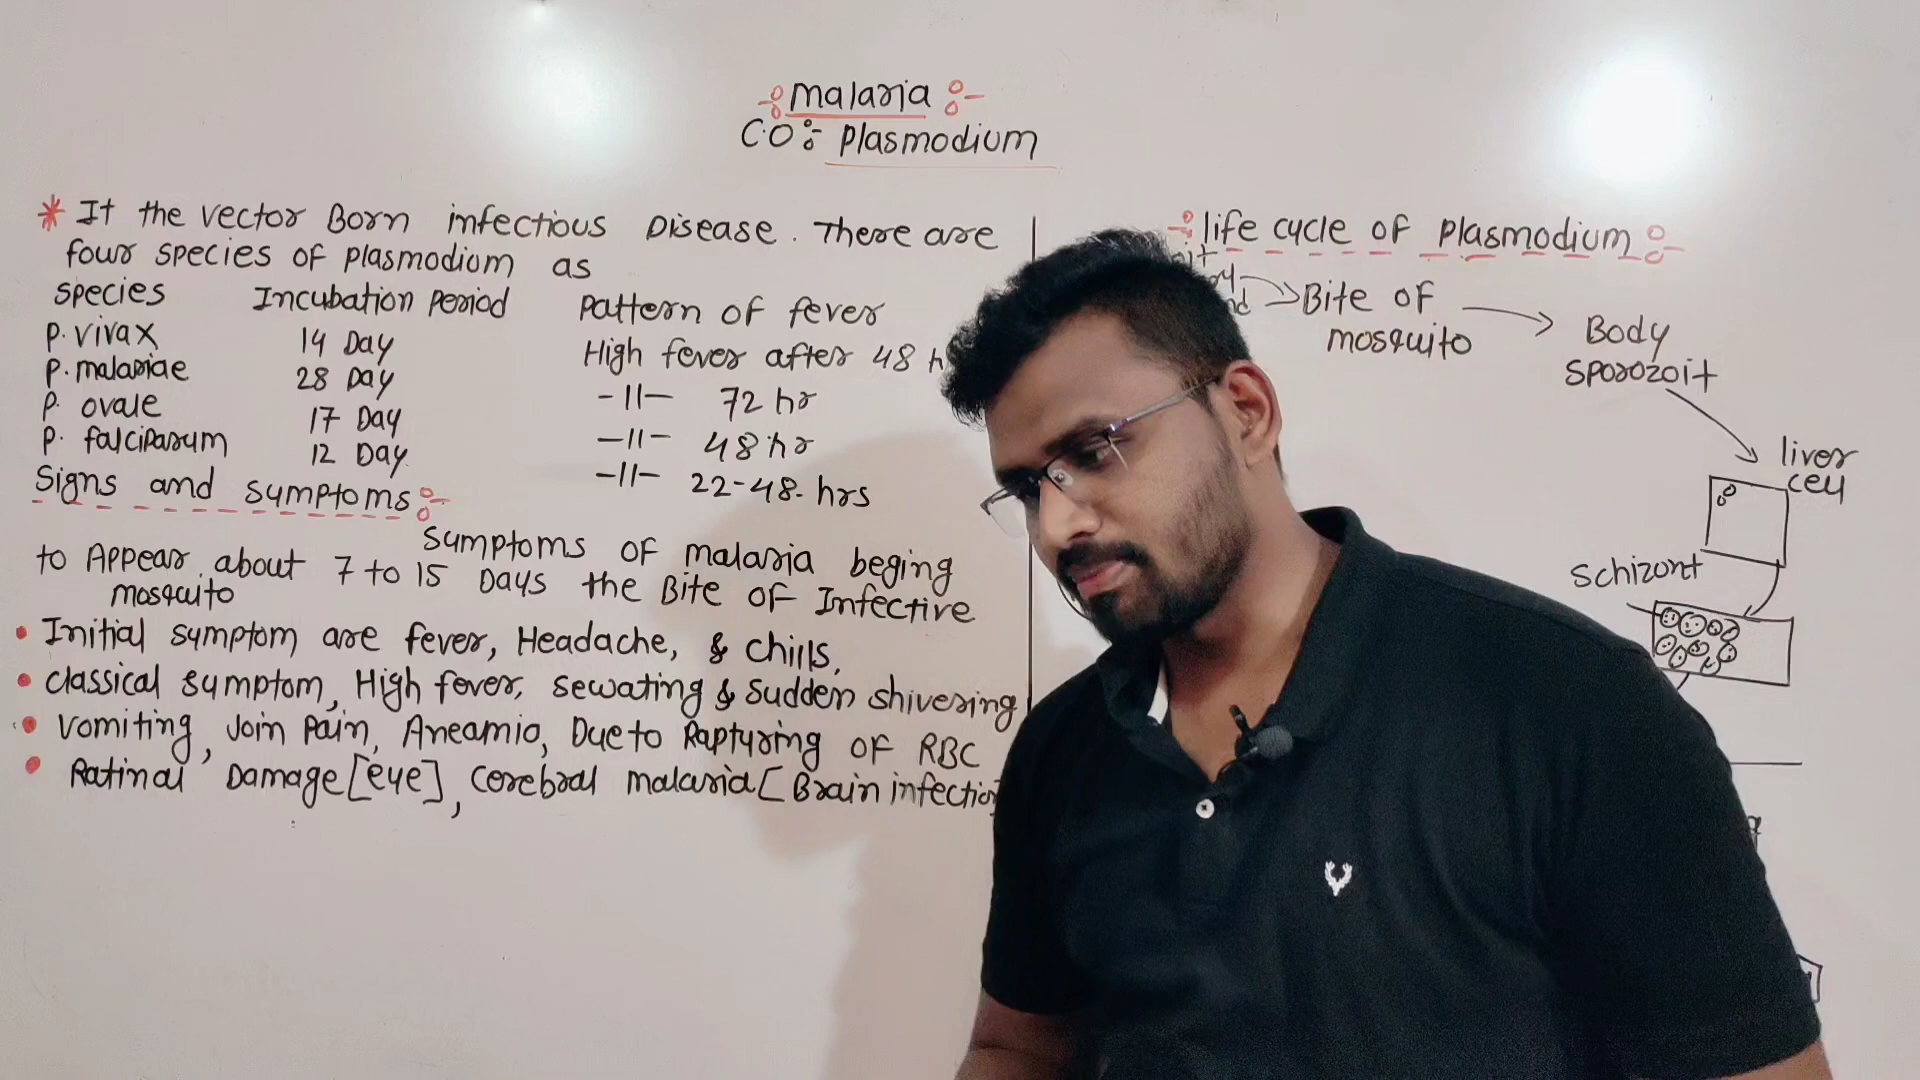 malaria :-
C.O :- plasmodium
* It the vector Born infectious Disease. There are
four species of plasmodium as
species Incubation period pattern of fever
p. vivax 14 Day High fever after 48 h
p. malariae 28 Day -11- 72 hr
p. ovale 17 Day -11- 48 hr
p. falciparum 12 Day -11- 22-48. hrs
Signs and symptoms :-
Symptoms of malaria beging
to Appear about 7 to 15 Days the Bite of Infective
mosquito
• Initial symptom are fever, Headache, & chills,
• classical symptom, High fever, sewating & sudden shivering
• vomiting, Join pain, Aneamia, Due to Rapturing of RBC
• Ratinal Damage [eye], cerebral malaria [Brain infection
:- life cycle of plasmodium :-
Bite of
mosquito
Body
sporozoit
liver
cell
schizont